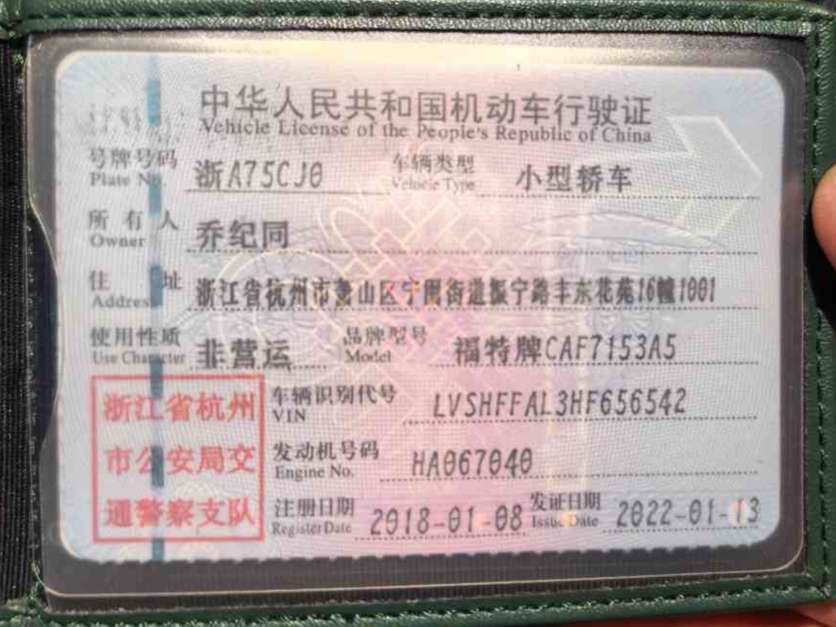 中华人民共和国机动车行驶证
Vehicle License of the People's Republic of China
号牌号码 浙A75CJ0 车辆类型 小型轿车
Plate No. Vehicle Type
所有人 乔纪同
Owner
住址 浙江省杭州市萧山区宁围街道振宁路丰东花苑16幢1001
Address
使用性质 非营运 品牌型号 福特牌CAF7153A5
Use Character Model
浙江省杭州 车辆识别代号 LVSHFFAL3HF656542
VIN
市公安局交 发动机号码 HA067040
Engine No.
通警察支队 注册日期 2018-01-08 发证日期 2022-01-13
Register Date Issue Date